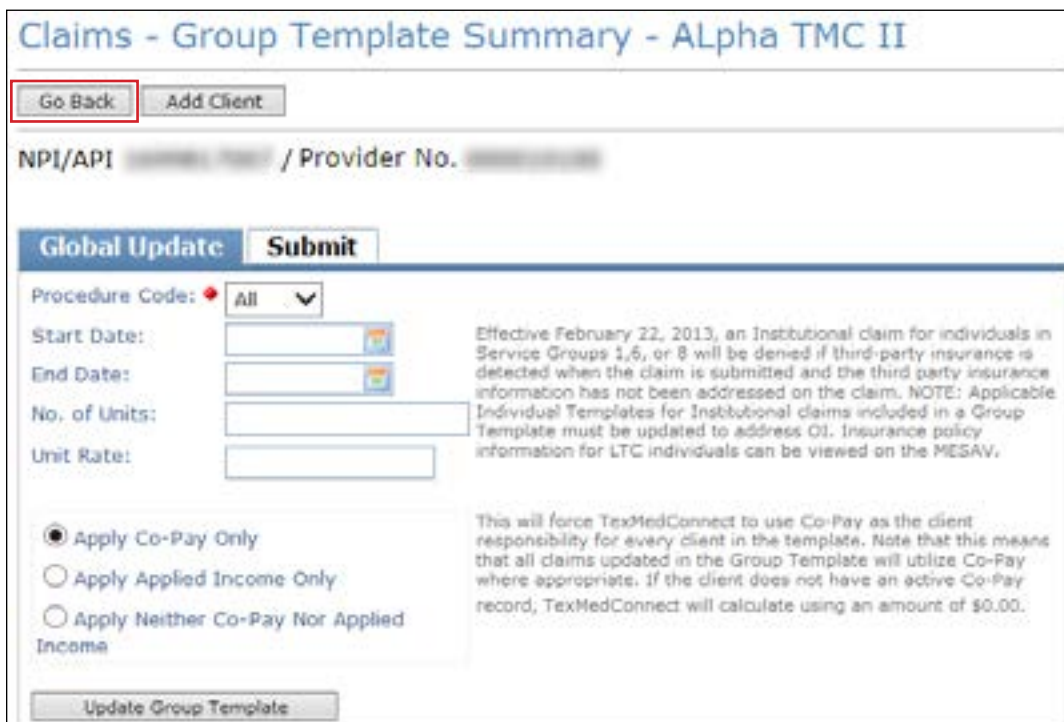 Claims - Group Template Summary - ALpha TMC II
Go Back Add Client
NPI/API / Provider No.
Global Update Submit
Procedure Code: All
Start Date:
End Date:
No. of Units:
Unit Rate:
Effective February 22, 2013, an Institutional claim for individuals in
Service Groups 1,6, or 8 will be denied if third-party insurance is
detected when the claim is submitted and the third party insurance
information has not been addressed on the claim. NOTE: Applicable
Individual Templates for Institutional claims included in a Group
Template must be updated to address OI. Insurance policy
information for LTC individuals can be viewed on the MESAV.
Apply Co-Pay Only
Apply Applied Income Only
Apply Neither Co-Pay Nor Applied
Income
This will force TexMedConnect to use Co-Pay as the client
responsibility for every client in the template. Note that this means
that all claims updated in the Group Template will utilize Co-Pay
where appropriate. If the client does not have an active Co-Pay
record, TexMedConnect will calculate using an amount of $0.00.
Update Group Template